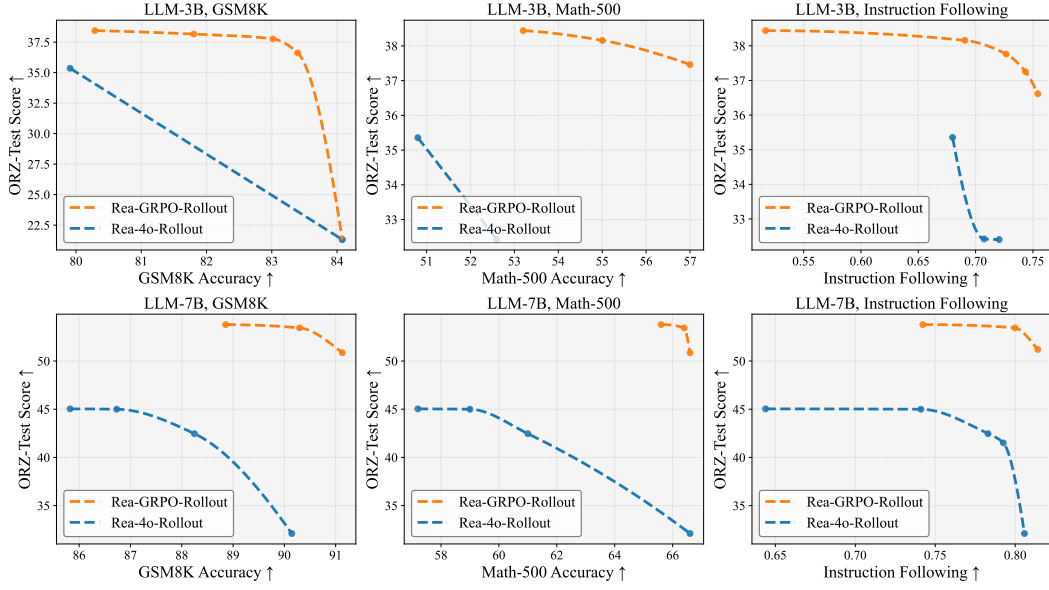 LLM-3B, GSM8K
ORZ-Test Score ↑
37.5
35.0
32.5
30.0
27.5
25.0
22.5
Rea-GRPO-Rollout
Rea-4o-Rollout
80 81 82 83 84
GSM8K Accuracy ↑
LLM-3B, Math-500
ORZ-Test Score ↑
38
37
36
35
34
33
Rea-GRPO-Rollout
Rea-4o-Rollout
51 52 53 54 55 56 57
Math-500 Accuracy ↑
LLM-3B, Instruction Following
ORZ-Test Score ↑
38
37
36
35
34
33
Rea-GRPO-Rollout
Rea-4o-Rollout
0.55 0.60 0.65 0.70 0.75
Instruction Following ↑
LLM-7B, GSM8K
ORZ-Test Score ↑
50
45
40
35
Rea-GRPO-Rollout
Rea-4o-Rollout
86 87 88 89 90 91
GSM8K Accuracy ↑
LLM-7B, Math-500
ORZ-Test Score ↑
50
45
40
35
Rea-GRPO-Rollout
Rea-4o-Rollout
58 60 62 64 66
Math-500 Accuracy ↑
LLM-7B, Instruction Following
ORZ-Test Score ↑
50
45
40
35
Rea-GRPO-Rollout
Rea-4o-Rollout
0.65 0.70 0.75 0.80
Instruction Following ↑